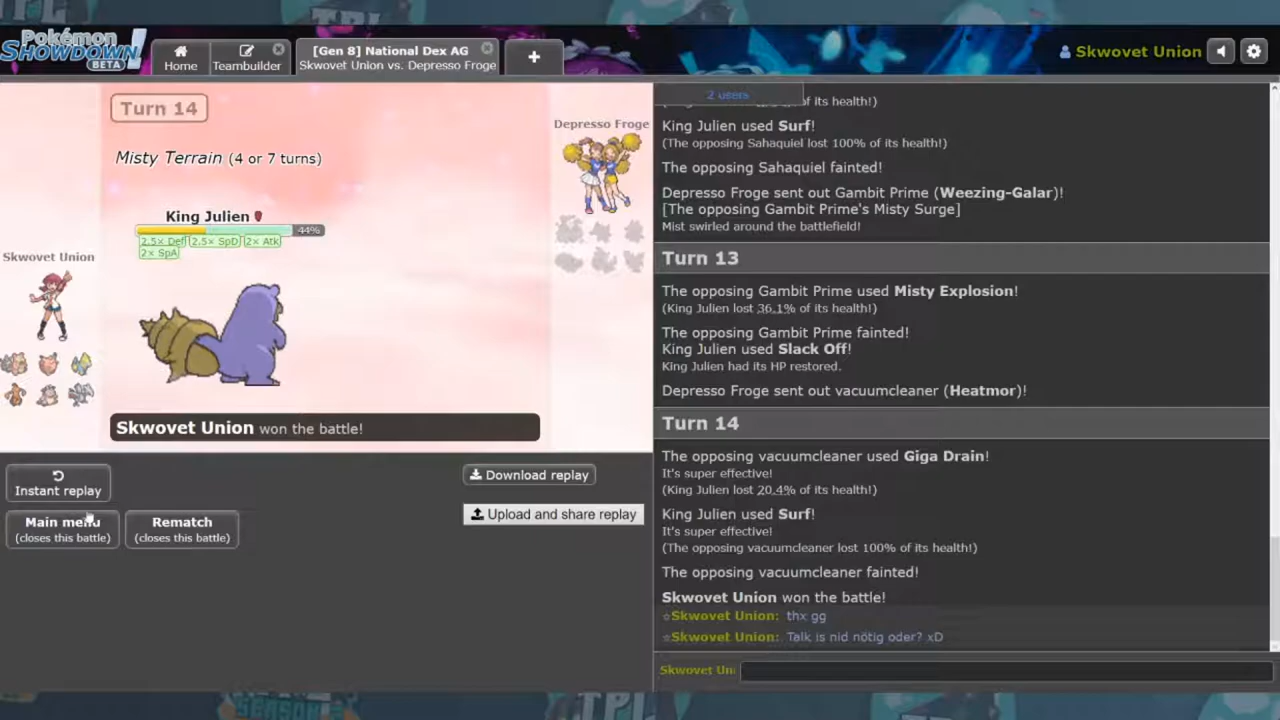 Pokémon
SHOWDOWN!
BETA
Home
Teambuilder
[Gen 8] National Dex AG
Skwovet Union vs. Depresso Froge
+
Skwovet Union
Turn 14
Misty Terrain (4 or 7 turns)
King Julien
44%
2.5× Def 2.5× SpD 2× Atk
2× SpA
Skwovet Union
Depresso Froge
Skwovet Union won the battle!
Instant replay
Download replay
Upload and share replay
Main menu
(closes this battle)
Rematch
(closes this battle)
2 users
of its health!)
King Julien used Surf!
(The opposing Sahaquiel lost 100% of its health!)
The opposing Sahaquiel fainted!
Depresso Froge sent out Gambit Prime (Weezing-Galar)!
[The opposing Gambit Prime's Misty Surge]
Mist swirled around the battlefield!
Turn 13
The opposing Gambit Prime used Misty Explosion!
(King Julien lost 36.1% of its health!)
The opposing Gambit Prime fainted!
King Julien used Slack Off!
King Julien had its HP restored.
Depresso Froge sent out vacuumcleaner (Heatmor)!
Turn 14
The opposing vacuumcleaner used Giga Drain!
It's super effective!
(King Julien lost 20.4% of its health!)
King Julien used Surf!
It's super effective!
(The opposing vacuumcleaner lost 100% of its health!)
The opposing vacuumcleaner fainted!
Skwovet Union won the battle!
☆Skwovet Union: thx gg
☆Skwovet Union: Talk is nid nötig oder? xD
Skwovet Uni
TPL
TPL
SEASON
TPL